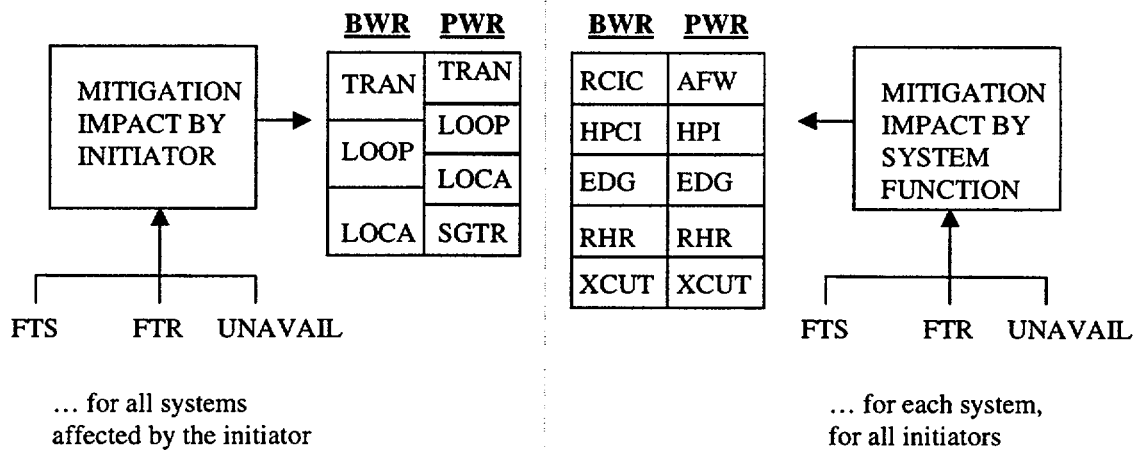 BWR PWR
MITIGATION
IMPACT BY
INITIATOR
TRAN TRAN
LOOP LOOP
LOCA
LOCA SGTR
FTS FTR UNAVAIL
… for all systems
affected by the initiator
BWR PWR
RCIC AFW
HPCI HPI
EDG EDG
RHR RHR
XCUT XCUT
MITIGATION
IMPACT BY
SYSTEM
FUNCTION
FTS FTR UNAVAIL
… for each system,
for all initiators